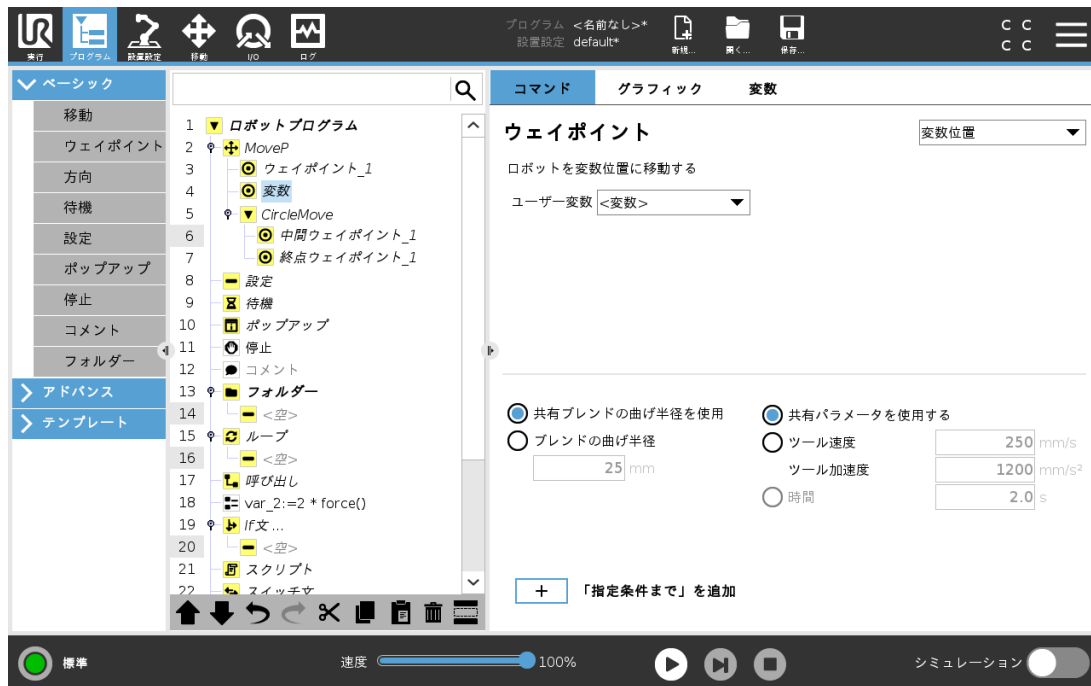 プログラム <名前なし>*
設置設定 default*
実行 プログラム 設置設定 移動 I/O ログ 新規... 開く... 保存...
C C
C C
ベーシック
移動
ウェイポイント
方向
待機
設定
ポップアップ
停止
コメント
フォルダー
アドバンス
テンプレート
1 ロボットプログラム
2 MoveP
3 ウェイポイント_1
4 変数
5 CircleMove
6 中間ウェイポイント_1
7 終点ウェイポイント_1
8 設定
9 待機
10 ポップアップ
11 停止
12 コメント
13 フォルダー
14 <空>
15 ループ
16 <空>
17 呼び出し
18 var_2:=2 * force()
19 If文 ...
20 <空>
21 スクリプト
22 スイッチ文
コマンド グラフィック 変数
ウェイポイント 変数位置
ロボットを変数位置に移動する
ユーザー変数 <変数>
共有ブレンドの曲げ半径を使用 共有パラメータを使用する
ブレンドの曲げ半径 ツール速度 250 mm/s
25 mm ツール加速度 1200 mm/s²
時間 2.0 s
+ 「指定条件まで」を追加
標準 速度 100% シミュレーション